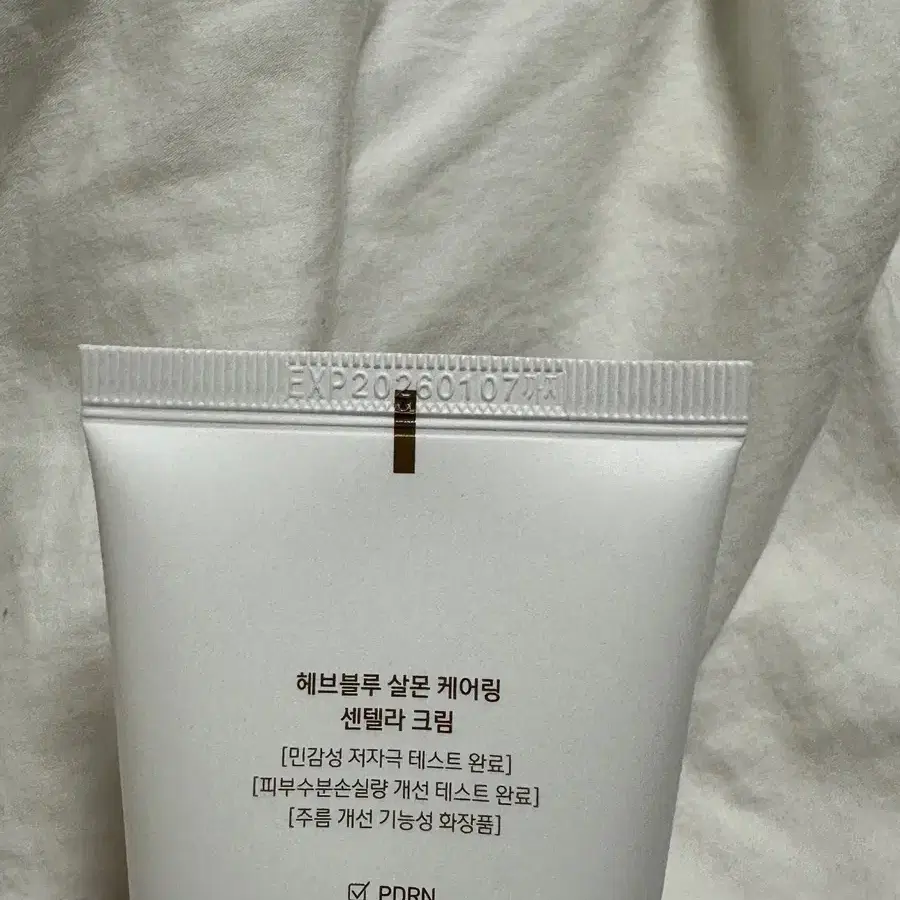 EXP20260107까지
헤브블루 살몬 케어링
센텔라 크림
[민감성 저자극 테스트 완료]
[피부수분손실량 개선 테스트 완료]
[주름 개선 기능성 화장품]
PDRN